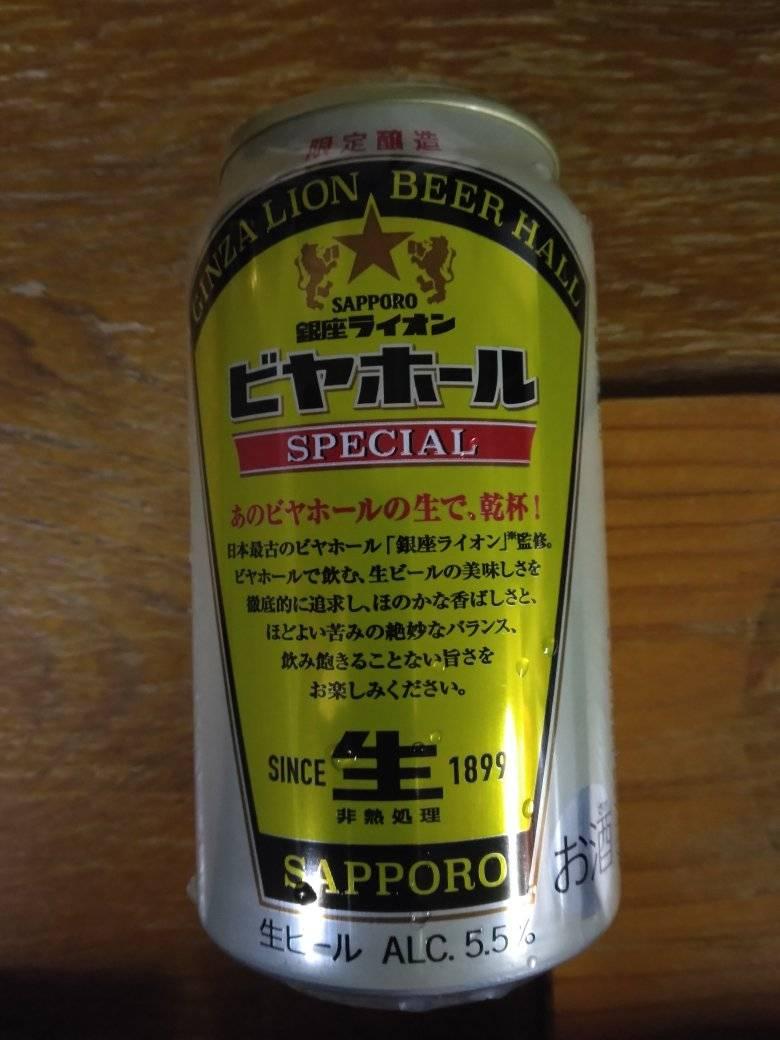 限定醸造
GINZA LION BEER HALL
SAPPORO
銀座ライオン
ビヤホール
SPECIAL
あのビヤホールの生で。乾杯!
日本最古のビヤホール「銀座ライオン」※監修。
ビヤホールで飲む、生ビールの美味しさを
徹底的に追求し、ほのかな香ばしさと、
ほどよい苦みの絶妙なバランス、
飲み飽きることない旨さを
お楽しみください。
SINCE 生 1899
非熱処理
SAPPORO
お酒
生ビール ALC. 5.5%